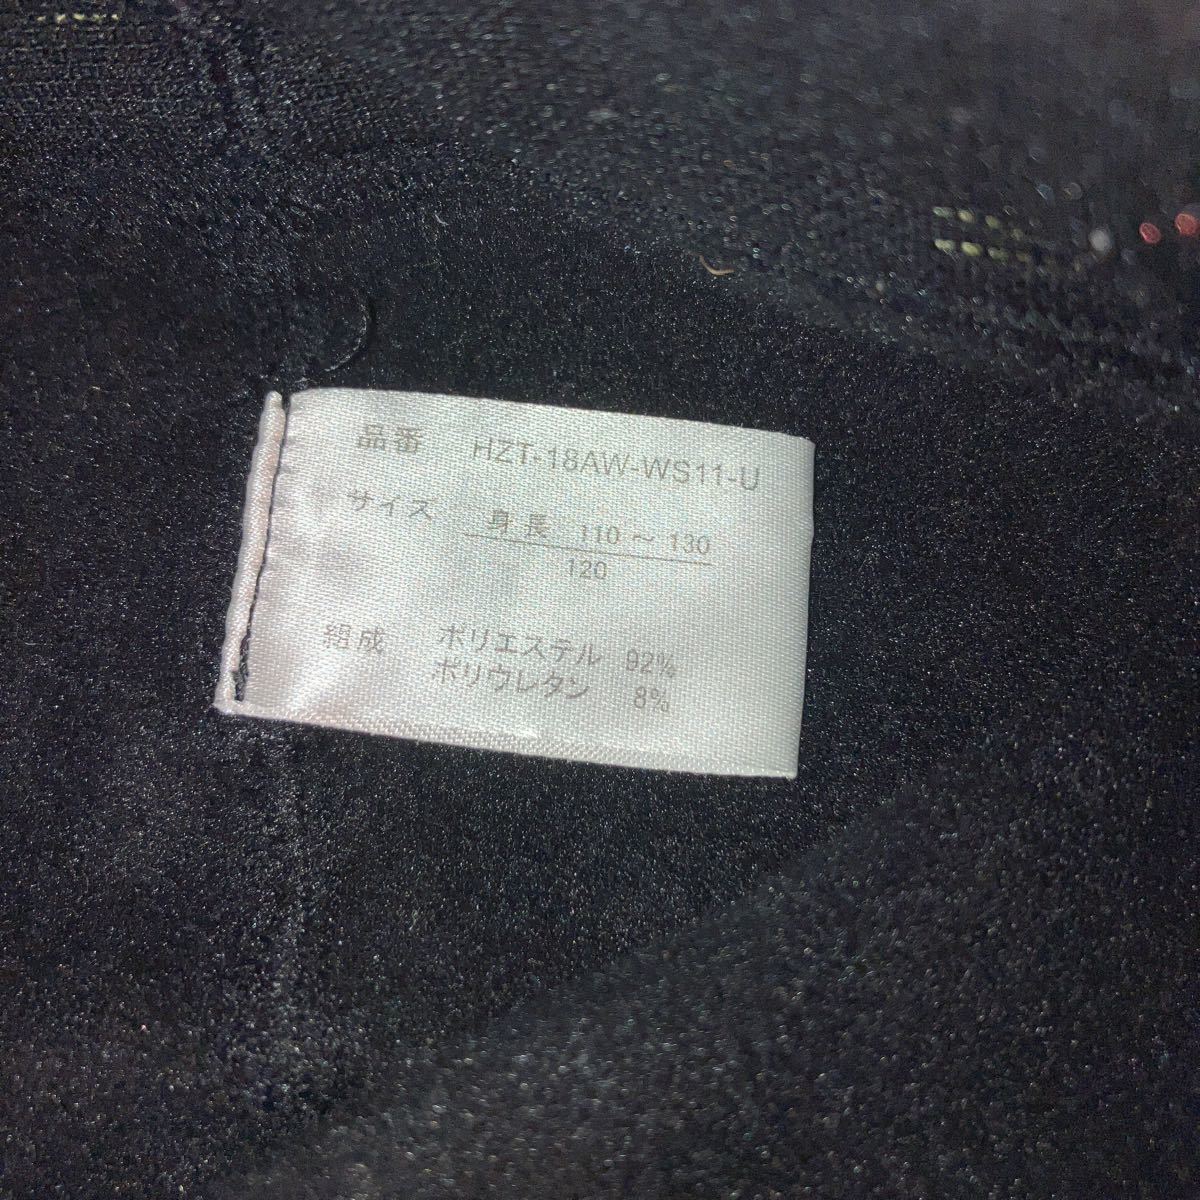 品番 HZT-18AW-WS11-U
サイズ 身長 110～130
120
組成 ポリエステル 92%
ポリウレタン 8%